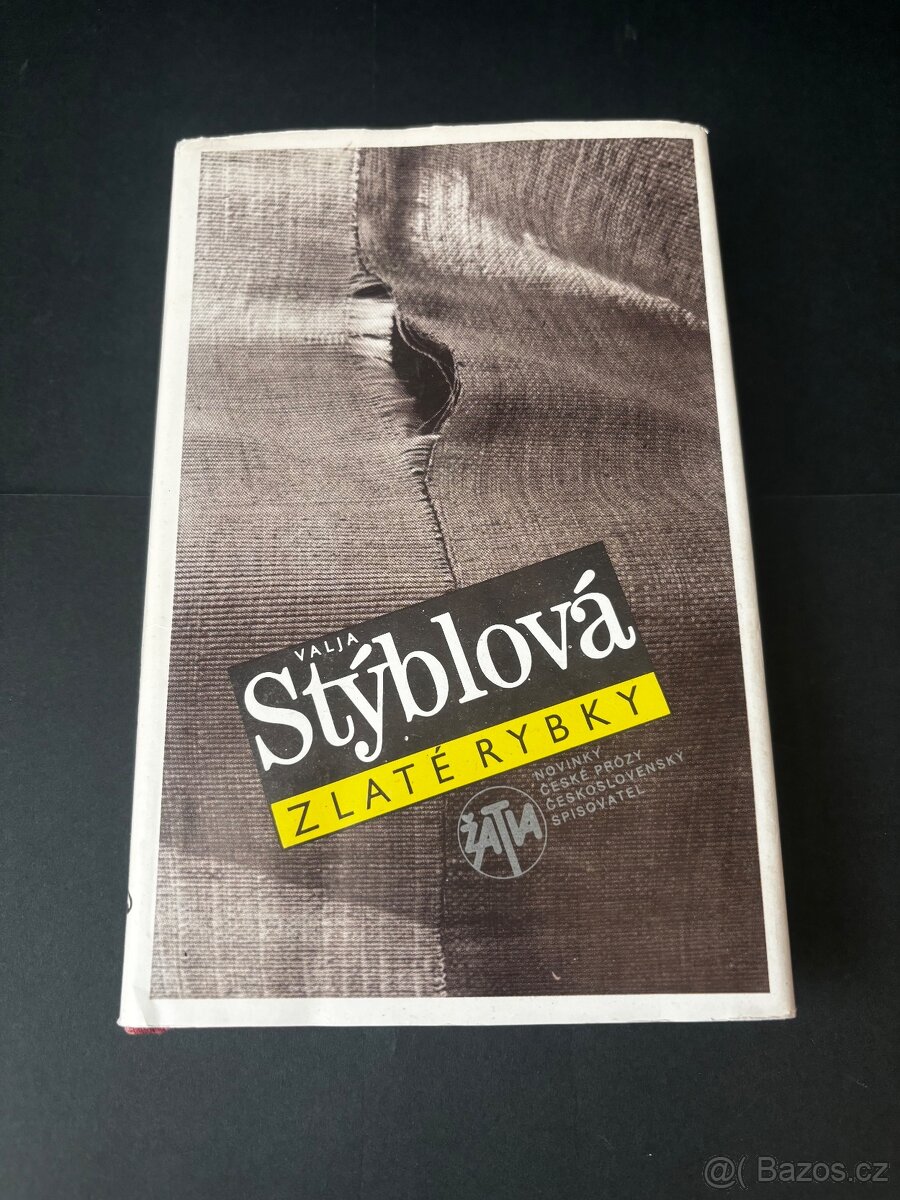 VALJA
Stýblová
ZLATÉ RYBKY
NOVINKY
ČESKÉ PRÓZY
ČESKOSLOVENSKÝ
SPISOVATEL
ŽATVA
@( Bazos.cz